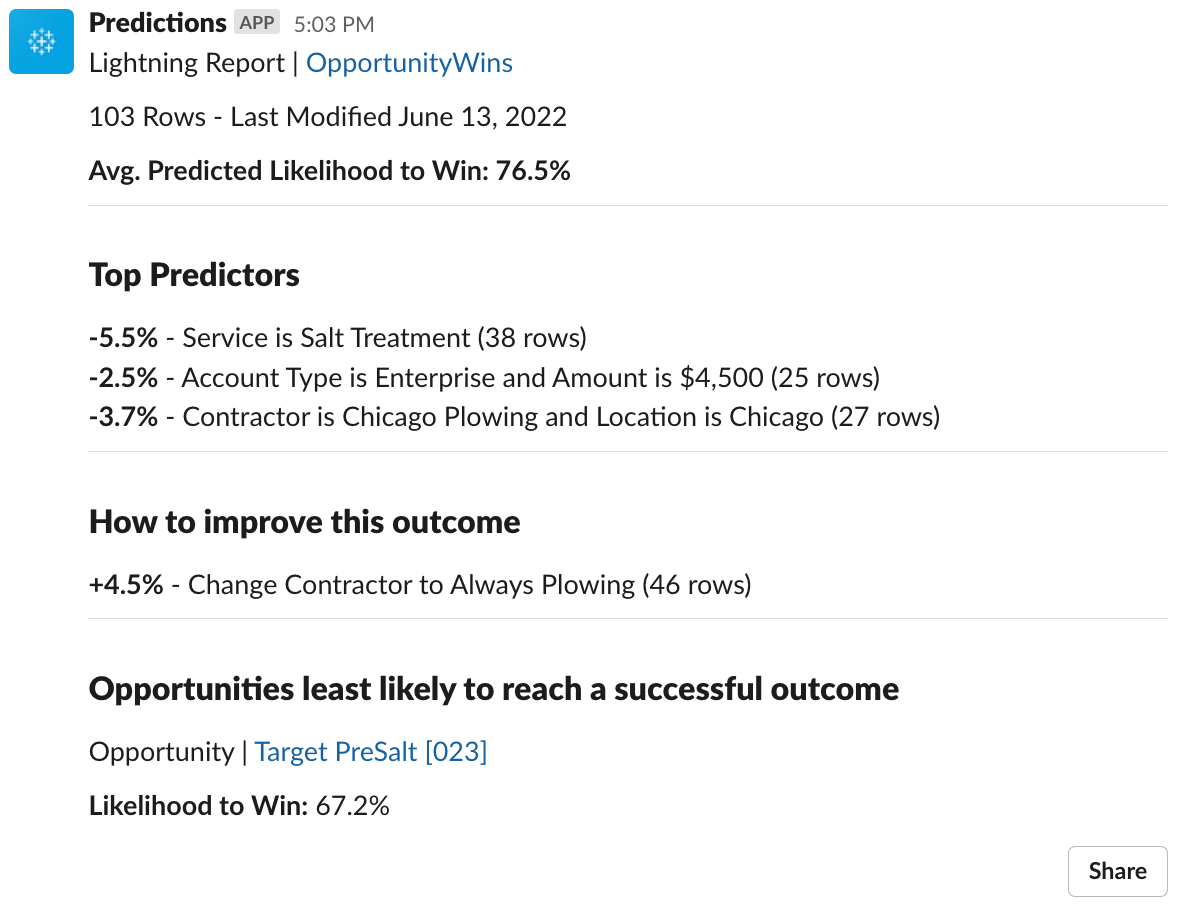 Predictions APP 5:03 PM
Lightning Report | OpportunityWins
103 Rows - Last Modified June 13, 2022
Avg. Predicted Likelihood to Win: 76.5%
Top Predictors
-5.5% - Service is Salt Treatment (38 rows)
-2.5% - Account Type is Enterprise and Amount is $4,500 (25 rows)
-3.7% - Contractor is Chicago Plowing and Location is Chicago (27 rows)
How to improve this outcome
+4.5% - Change Contractor to Always Plowing (46 rows)
Opportunities least likely to reach a successful outcome
Opportunity | Target PreSalt [023]
Likelihood to Win: 67.2%
Share